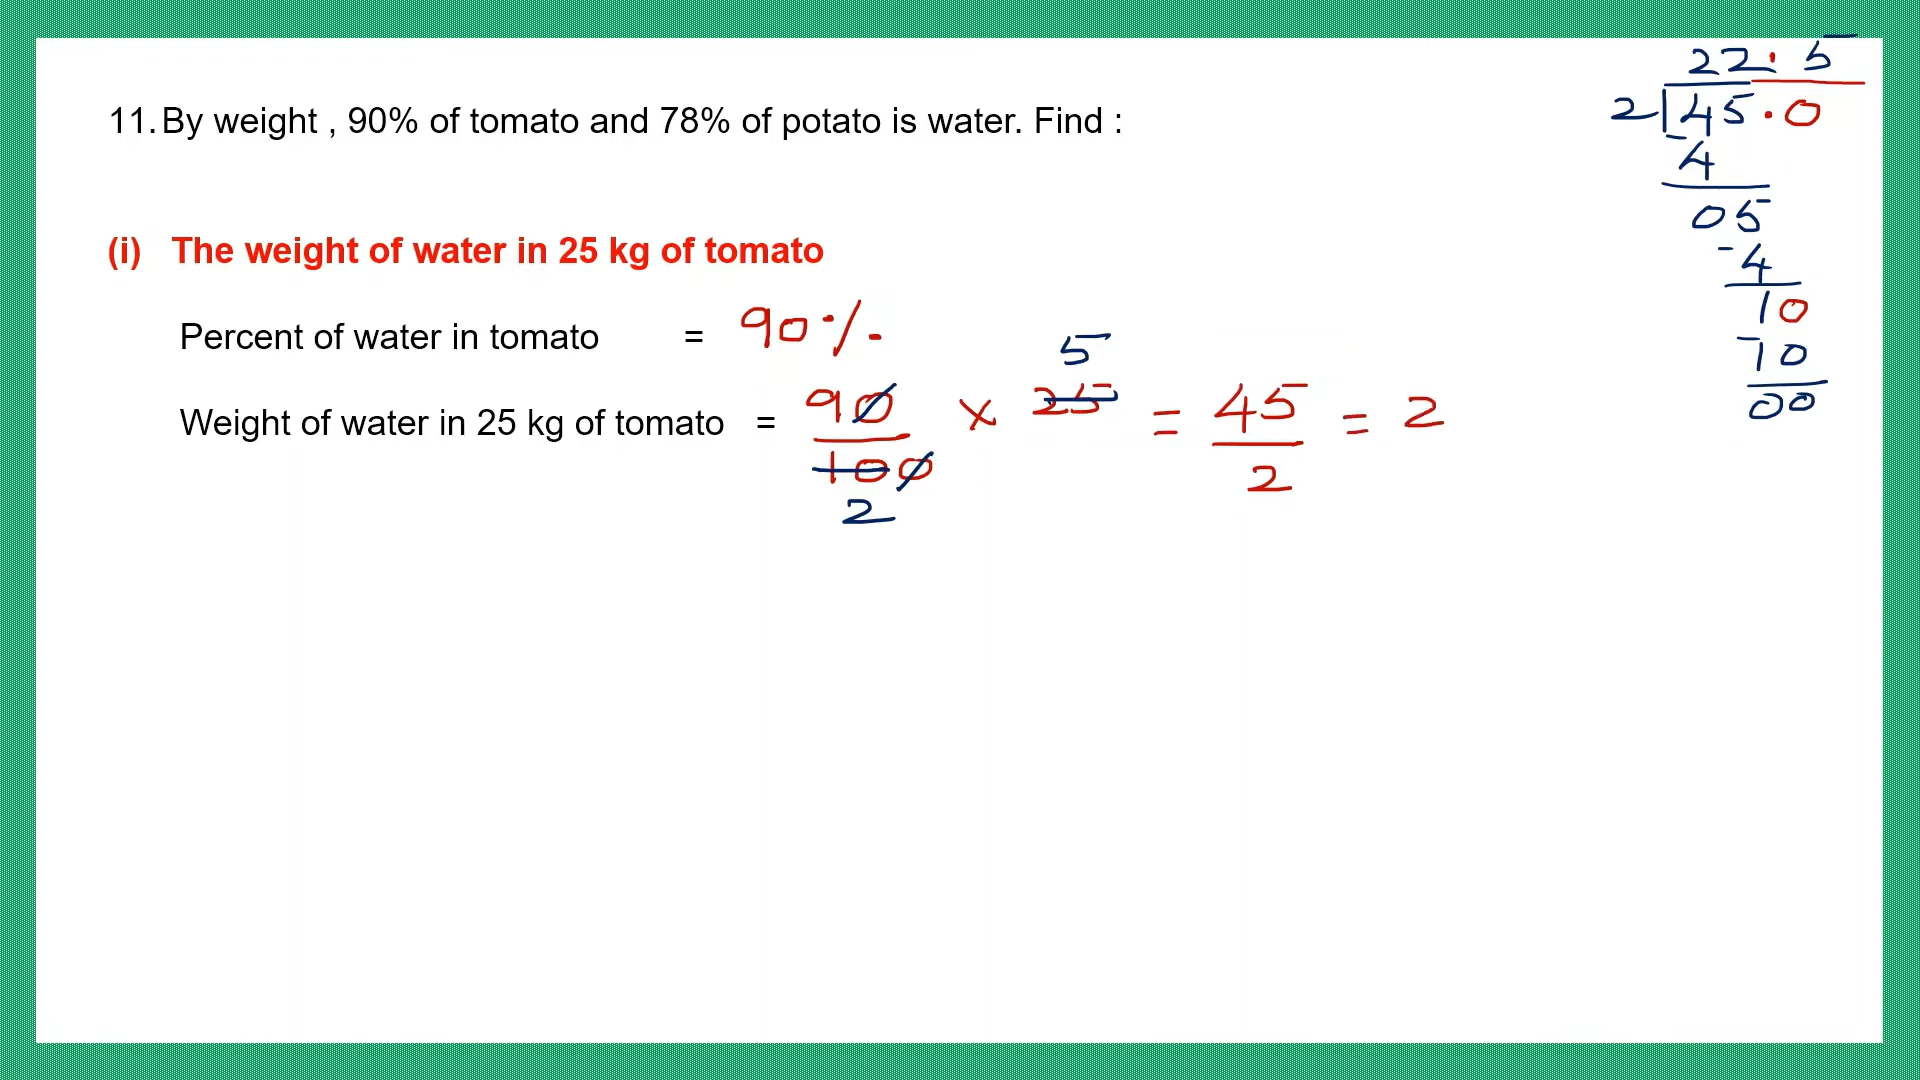 11. By weight , 90% of tomato and 78% of potato is water. Find :
(i) The weight of water in 25 kg of tomato
Percent of water in tomato = 90%
5
Weight of water in 25 kg of tomato = 90/100 × 25 = 45/2 = 2
2
22.5
2 45.0
-4
05
-4
10
-10
00